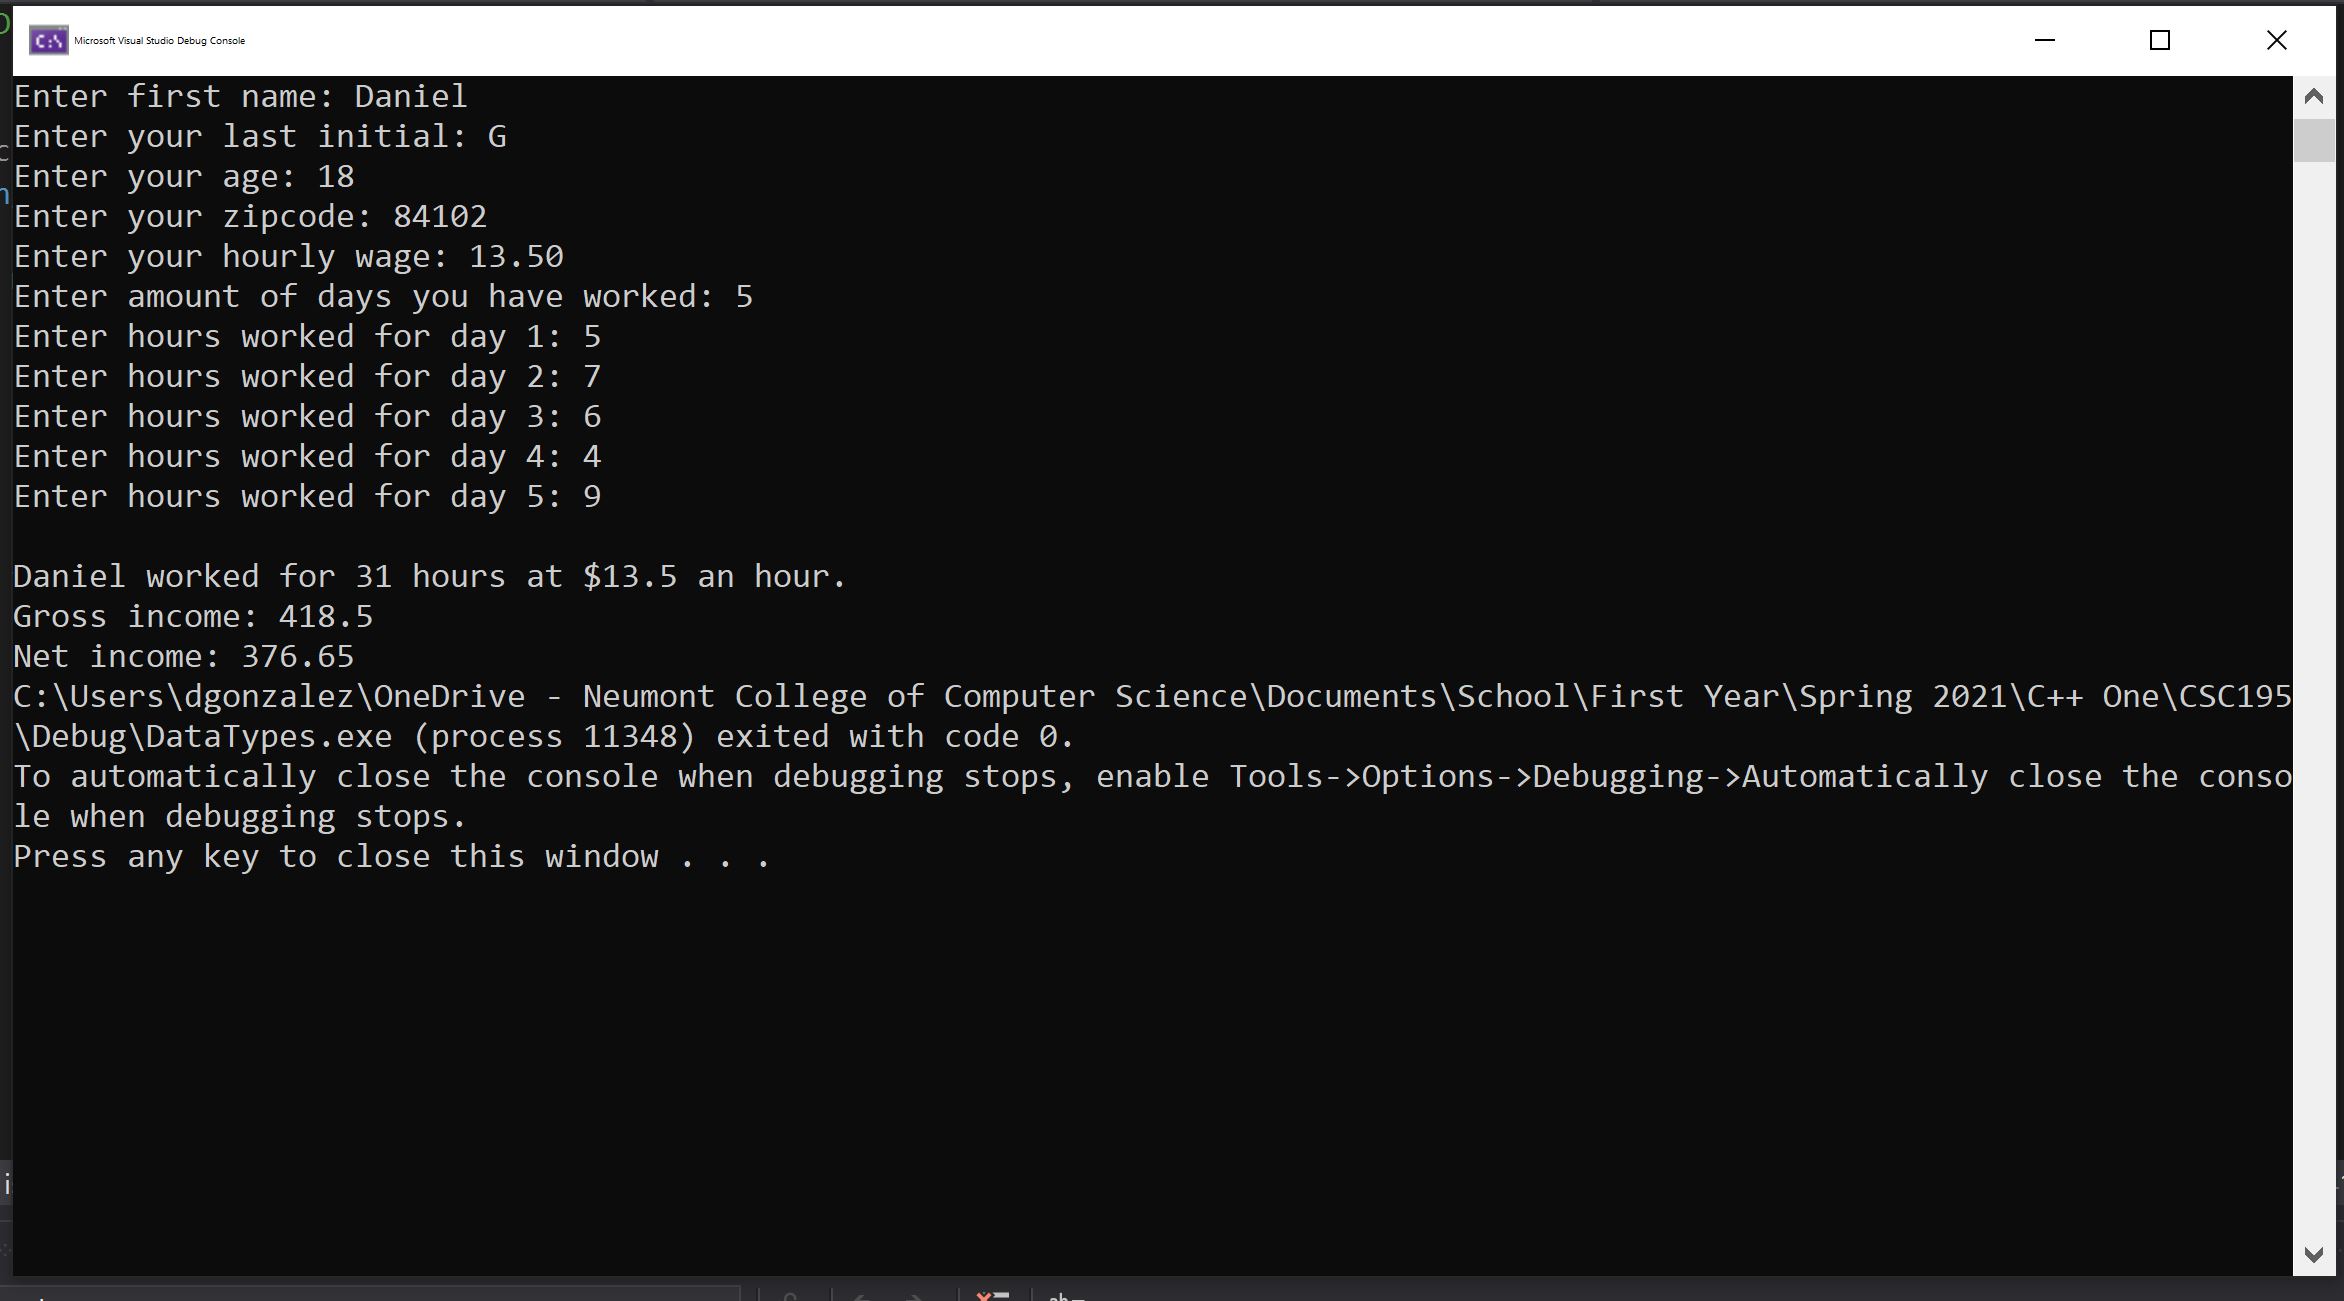 Microsoft Visual Studio Debug Console
Enter first name: Daniel
Enter your last initial: G
Enter your age: 18
Enter your zipcode: 84102
Enter your hourly wage: 13.50
Enter amount of days you have worked: 5
Enter hours worked for day 1: 5
Enter hours worked for day 2: 7
Enter hours worked for day 3: 6
Enter hours worked for day 4: 4
Enter hours worked for day 5: 9
Daniel worked for 31 hours at $13.5 an hour.
Gross income: 418.5
Net income: 376.65
C:\Users\dgonzalez\OneDrive - Neumont College of Computer Science\Documents\School\First Year\Spring 2021\C++ One\CSC195
\Debug\DataTypes.exe (process 11348) exited with code 0.
To automatically close the console when debugging stops, enable Tools->Options->Debugging->Automatically close the conso
le when debugging stops.
Press any key to close this window . . .